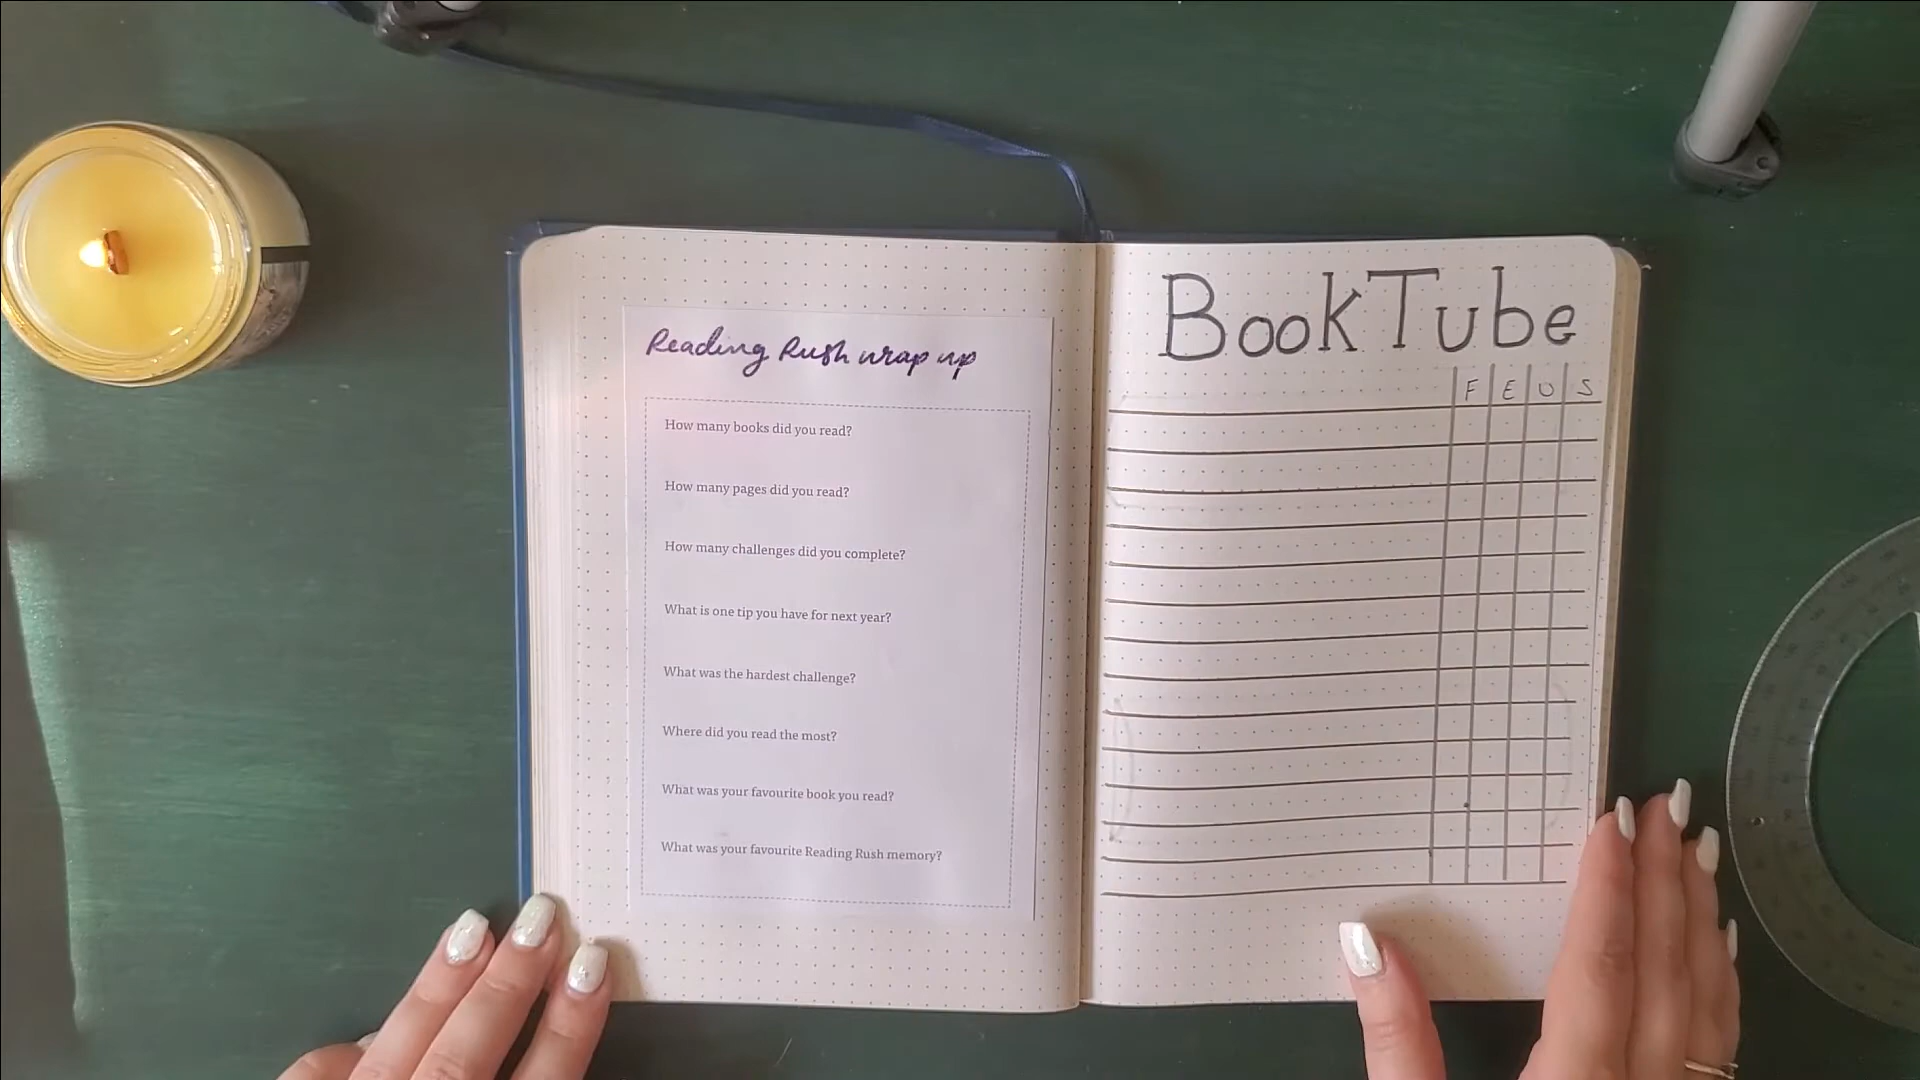 Reading Rush wrap up
How many books did you read?
How many pages did you read?
How many challenges did you complete?
What is one tip you have for next year?
What was the hardest challenge?
Where did you read the most?
What was your favourite book you read?
What was your favourite Reading Rush memory?
BookTube
F E U S